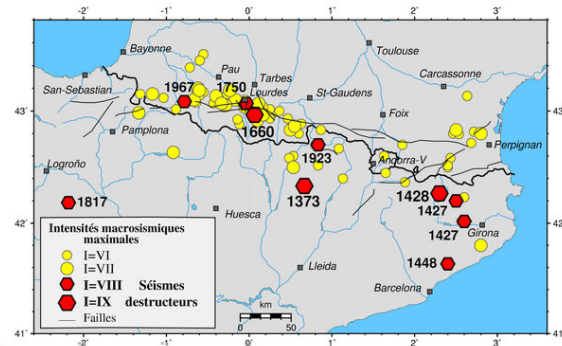 Bayonne
Toulouse
Pau
Tarbes
Carcassonne
San-Sebastian
1967
1750
Lourdes
St-Gaudens
43°
43°
Foix
1660
Pamplona
1923
Perpignan
Logroño
Andorra-V
1373
1428
1817
1427
42°
Huesca
1427
Girona
42°
Intensités macrosismiques
maximales
I=VI
I=VII
I=VIII Séismes
I=IX destructeurs
Failles
Lleida
1448
Barcelona
km
0 50
41°
41°
-2° -1° 0° 1° 2° 3°